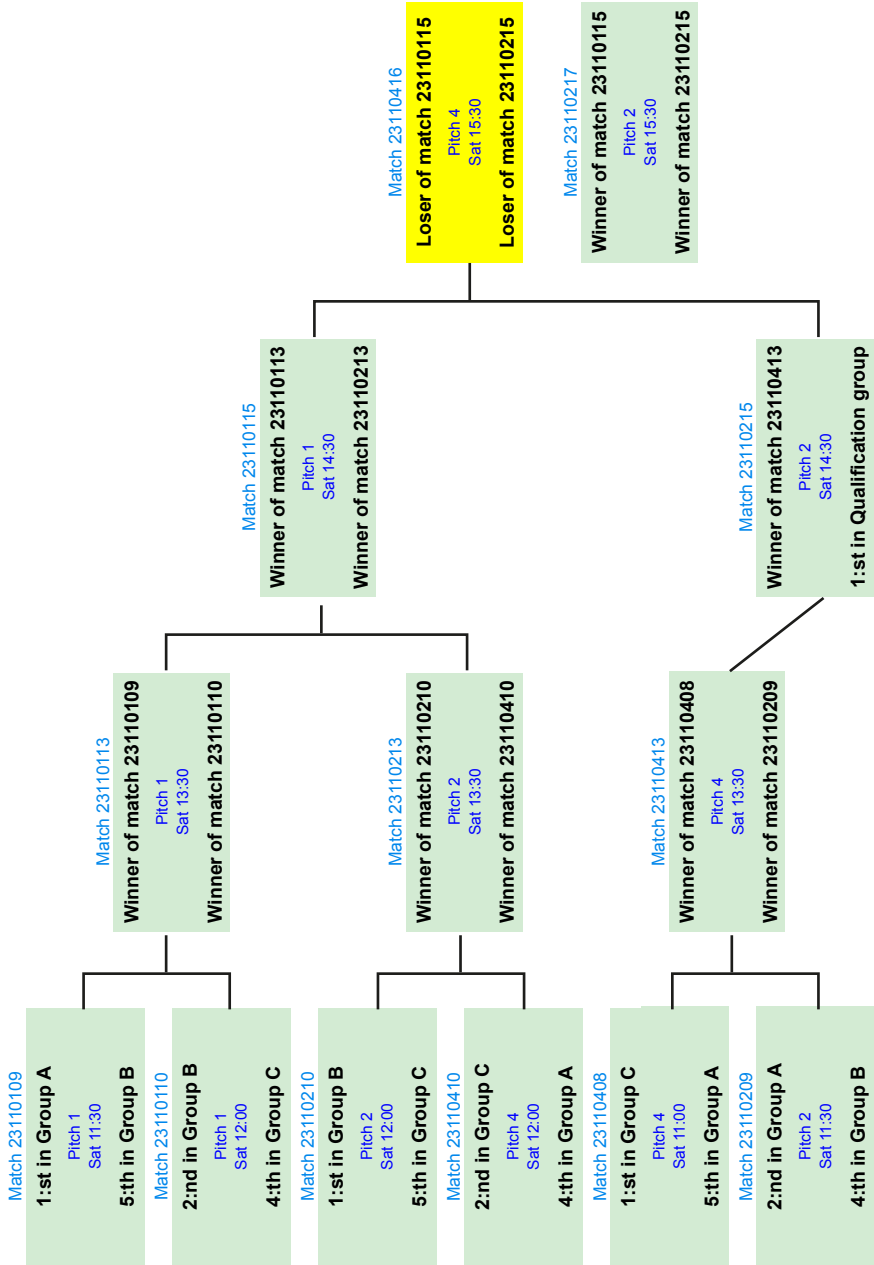 Match 23110109
1:st in Group A
Pitch 1
Sat 11:30
5:th in Group B
Match 23110110
2:nd in Group B
Pitch 1
Sat 12:00
4:th in Group C
Match 23110210
1:st in Group B
Pitch 2
Sat 12:00
5:th in Group C
Match 23110410
2:nd in Group C
Pitch 4
Sat 12:00
4:th in Group A
Match 23110408
1:st in Group C
Pitch 4
Sat 11:00
5:th in Group A
Match 23110209
2:nd in Group A
Pitch 2
Sat 11:30
4:th in Group B
Match 23110113
Winner of match 23110109
Pitch 1
Sat 13:30
Winner of match 23110110
Match 23110213
Winner of match 23110210
Pitch 2
Sat 13:30
Winner of match 23110410
Match 23110413
Winner of match 23110408
Pitch 4
Sat 13:30
Winner of match 23110209
Match 23110115
Winner of match 23110113
Pitch 1
Sat 14:30
Winner of match 23110213
Match 23110215
Winner of match 23110413
Pitch 2
Sat 14:30
1:st in Qualification group
Match 23110416
Loser of match 23110115
Pitch 4
Sat 15:30
Loser of match 23110215
Match 23110217
Winner of match 23110115
Pitch 2
Sat 15:30
Winner of match 23110215